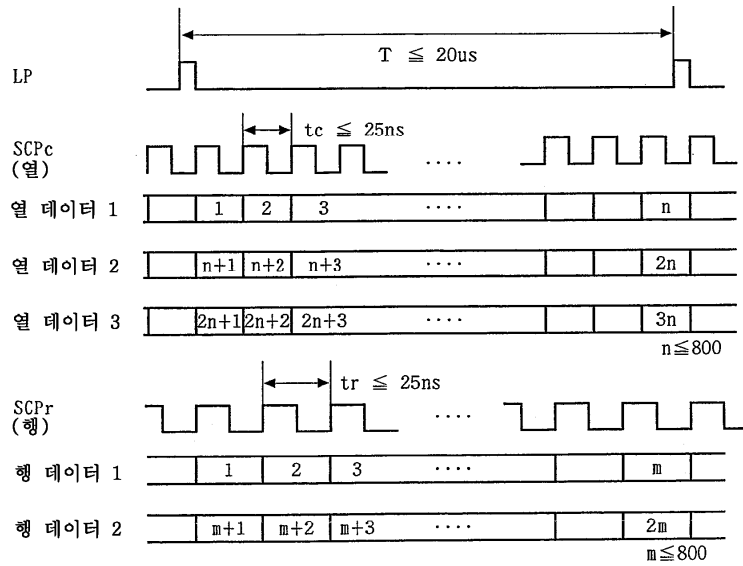 T ≦ 20us
LP
tc ≦ 25ns
SCPc
(열)
....
열 데이터 1 1 2 3 .... n
열 데이터 2 n+1 n+2 n+3 .... 2n
열 데이터 3 2n+1 2n+2 2n+3 .... 3n
n≦800
tr ≦ 25ns
SCPr
(행)
....
행 데이터 1 1 2 3 .... m
행 데이터 2 m+1 m+2 m+3 .... 2m
m≦800